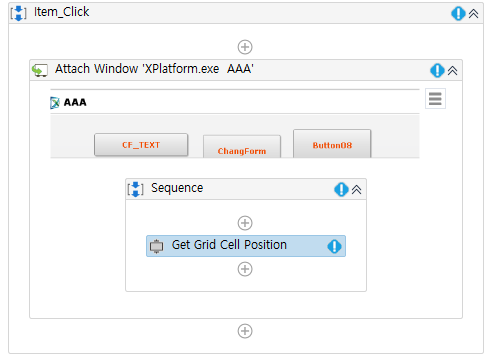 Item_Click
Attach Window 'XPlatform.exe  AAA'
AAA
CF_TEXT
ChangForm
Button08
Sequence
Get Grid Cell Position